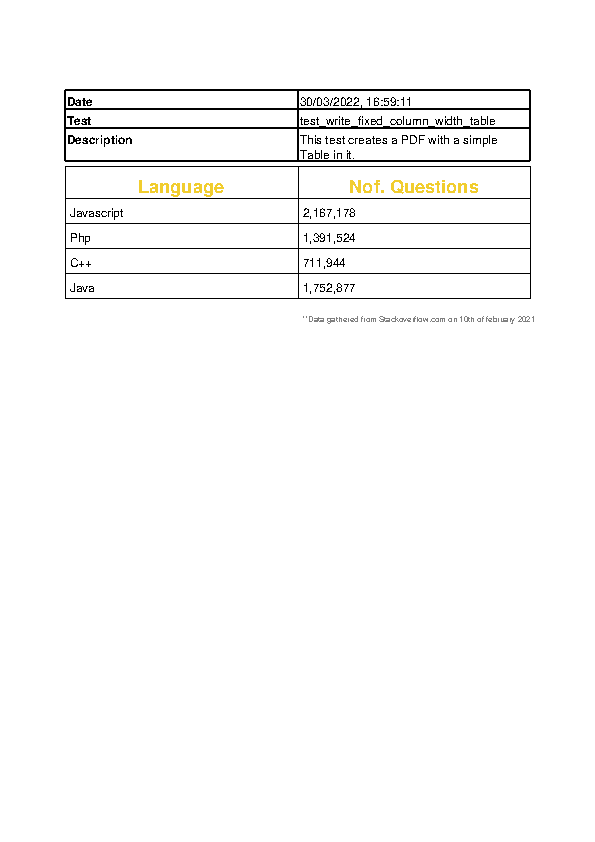 Date 30/03/2022, 16:59:11
Test test_write_fixed_column_width_table
Description This test creates a PDF with a simple
Table in it.
Language Nof. Questions
Javascript 2,167,178
Php 1,391,524
C++ 711,944
Java 1,752,877
**Data gathered from Stackoverflow.com on 10th of february 2021